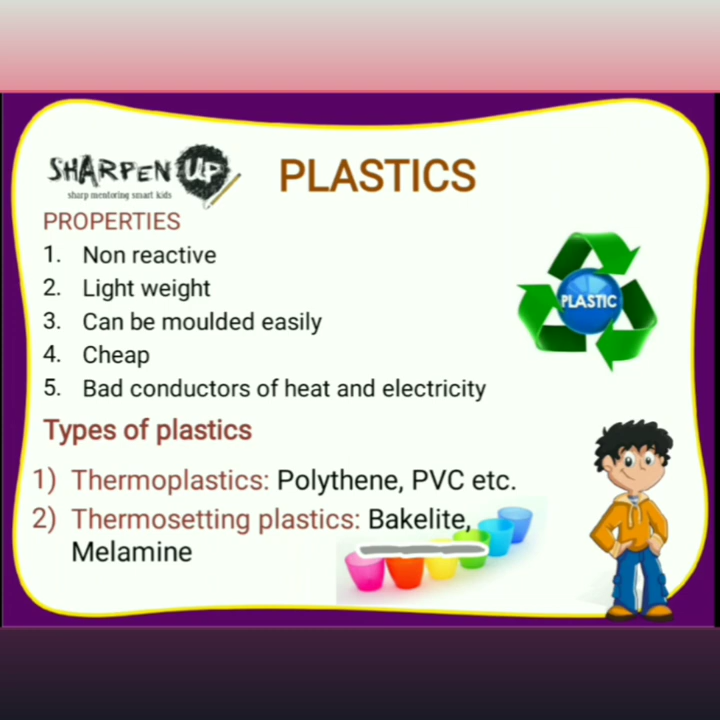 SHARPEN UP
sharp mentoring smart kids
PLASTICS
PROPERTIES
1. Non reactive
2. Light weight
3. Can be moulded easily
4. Cheap
5. Bad conductors of heat and electricity
PLASTIC
Types of plastics
1) Thermoplastics: Polythene, PVC etc.
2) Thermosetting plastics: Bakelite,
Melamine